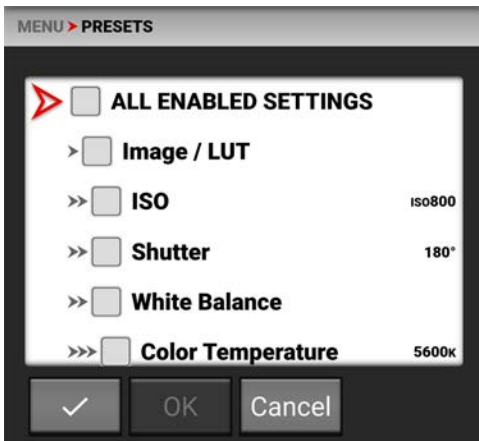 MENU > PRESETS
ALL ENABLED SETTINGS
Image / LUT
ISO ISO800
Shutter 180°
White Balance
Color Temperature 5600K
OK Cancel